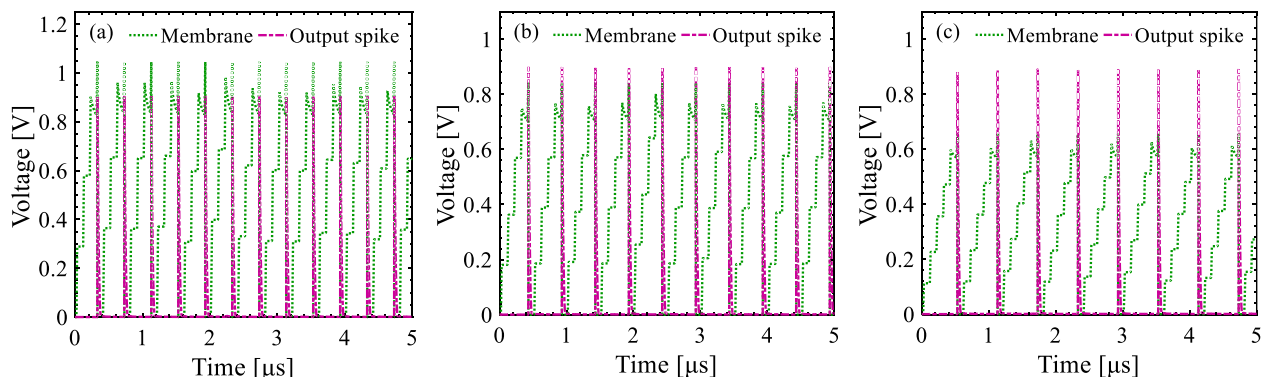 (a)
Membrane Output spike
Voltage [V]
1.2
1
0.8
0.6
0.4
0.2
0
0 1 2 3 4 5
Time [μs]
(b)
Membrane Output spike
Voltage [V]
1
0.8
0.6
0.4
0.2
0
0 1 2 3 4 5
Time [μs]
(c)
Membrane Output spike
Voltage [V]
1
0.8
0.6
0.4
0.2
0
0 1 2 3 4 5
Time [μs]